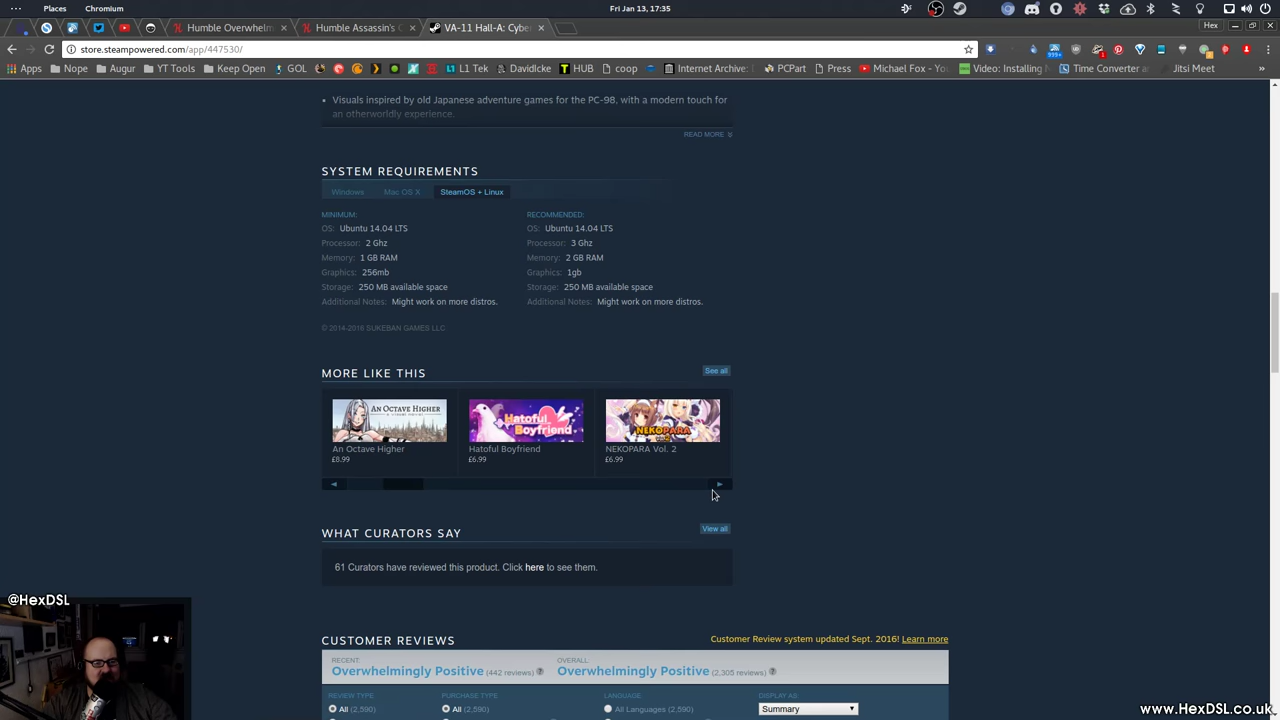 Places
Chromium
Fri Jan 13, 17:35
Humble Overwhelm
Humble Assassin's C
VA-11 Hall-A: Cyber
Hex
store.steampowered.com/app/447530/
Apps
Nope
Augur
YT Tools
Keep Open
GOL
L1 Tek
DavidIcke
HUB
coop
Internet Archive:
PCPart
Press
Michael Fox - You
Video: Installing N
Time Converter a
Jitsi Meet
999+
• Visuals inspired by old Japanese adventure games for the PC-98, with a modern touch for
an otherworldly experience.
READ MORE
SYSTEM REQUIREMENTS
Windows Mac OS X SteamOS + Linux
MINIMUM: RECOMMENDED:
OS: Ubuntu 14.04 LTS OS: Ubuntu 14.04 LTS
Processor: 2 Ghz Processor: 3 Ghz
Memory: 1 GB RAM Memory: 2 GB RAM
Graphics: 256mb Graphics: 1gb
Storage: 250 MB available space Storage: 250 MB available space
Additional Notes: Might work on more distros. Additional Notes: Might work on more distros.
© 2014-2016 SUKEBAN GAMES LLC
MORE LIKE THIS See all
AN OCTAVE HIGHER Hatoful Boyfriend NEKOPARA
An Octave Higher Hatoful Boyfriend NEKOPARA Vol. 2
£8.99 £6.99 £6.99
WHAT CURATORS SAY View all
61 Curators have reviewed this product. Click here to see them.
@HexDSL
CUSTOMER REVIEWS Customer Review system updated Sept. 2016! Learn more
RECENT: OVERALL:
Overwhelmingly Positive (442 reviews) Overwhelmingly Positive (2,305 reviews)
REVIEW TYPE PURCHASE TYPE LANGUAGE DISPLAY AS:
All (2,590) All (2,590) All Languages (2,590) Summary
www.HexDSL.co.uk